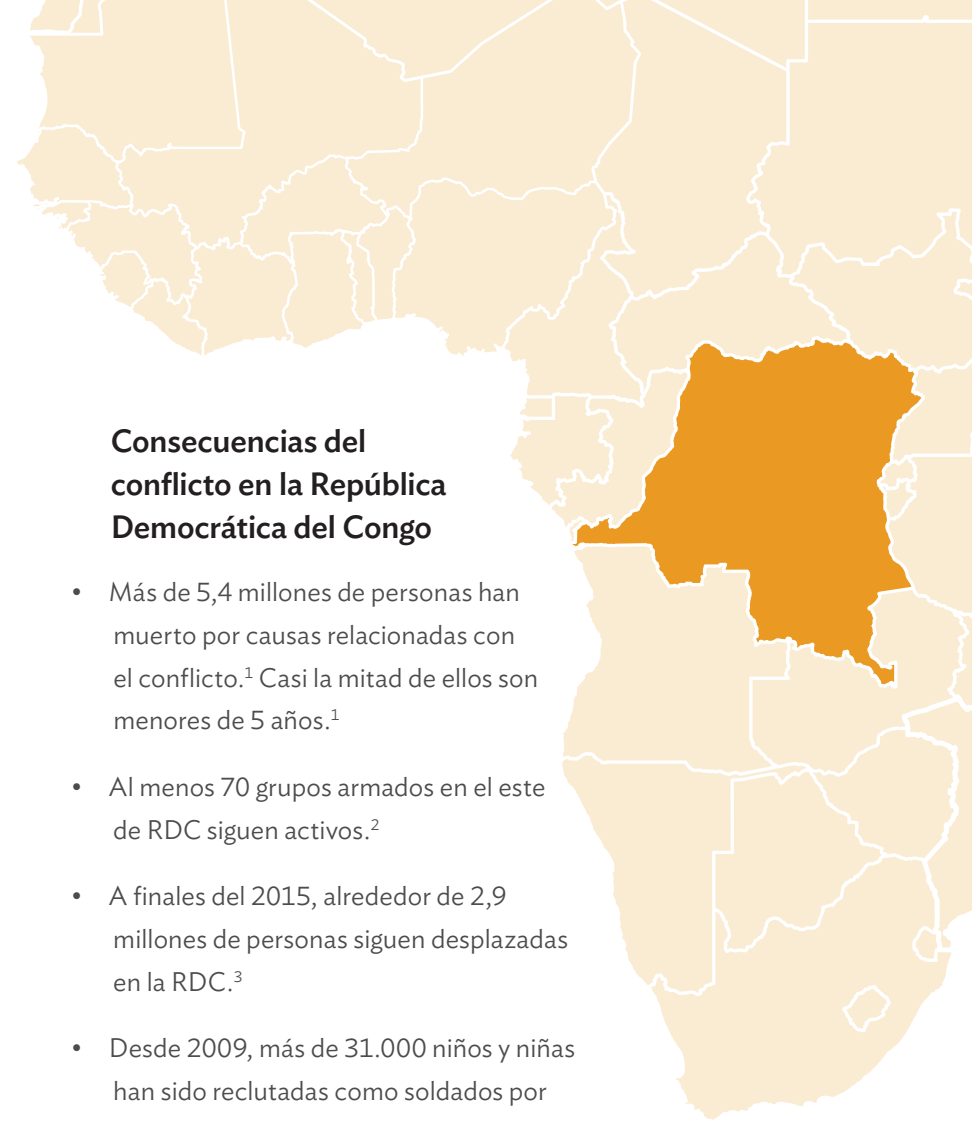 Consecuencias del
conflicto en la República
Democrática del Congo
• Más de 5,4 millones de personas han
muerto por causas relacionadas con
el conflicto.¹ Casi la mitad de ellos son
menores de 5 años.¹
• Al menos 70 grupos armados en el este
de RDC siguen activos.²
• A finales del 2015, alrededor de 2,9
millones de personas siguen desplazadas
en la RDC.³
• Desde 2009, más de 31.000 niños y niñas
han sido reclutadas como soldados por